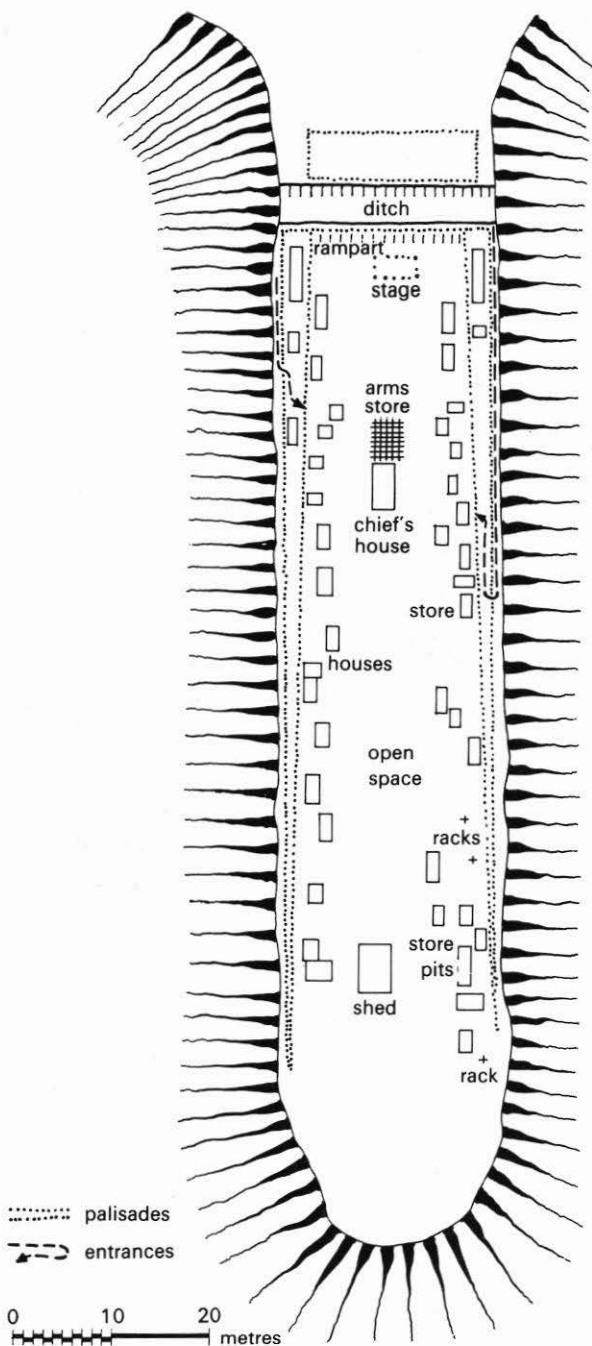 ditch
rampart
stage
arms
store
chief's
house
store
houses
open
space
racks
store
pits
shed
rack
palisades
entrances
0 10 20
metres